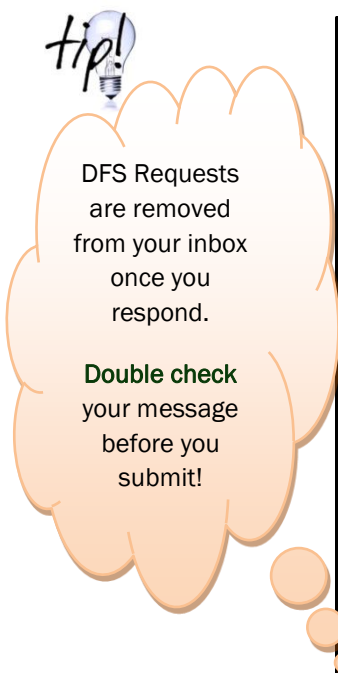 tip!
DFS Requests
are removed
from your inbox
once you
respond.
Double check
your message
before you
submit!